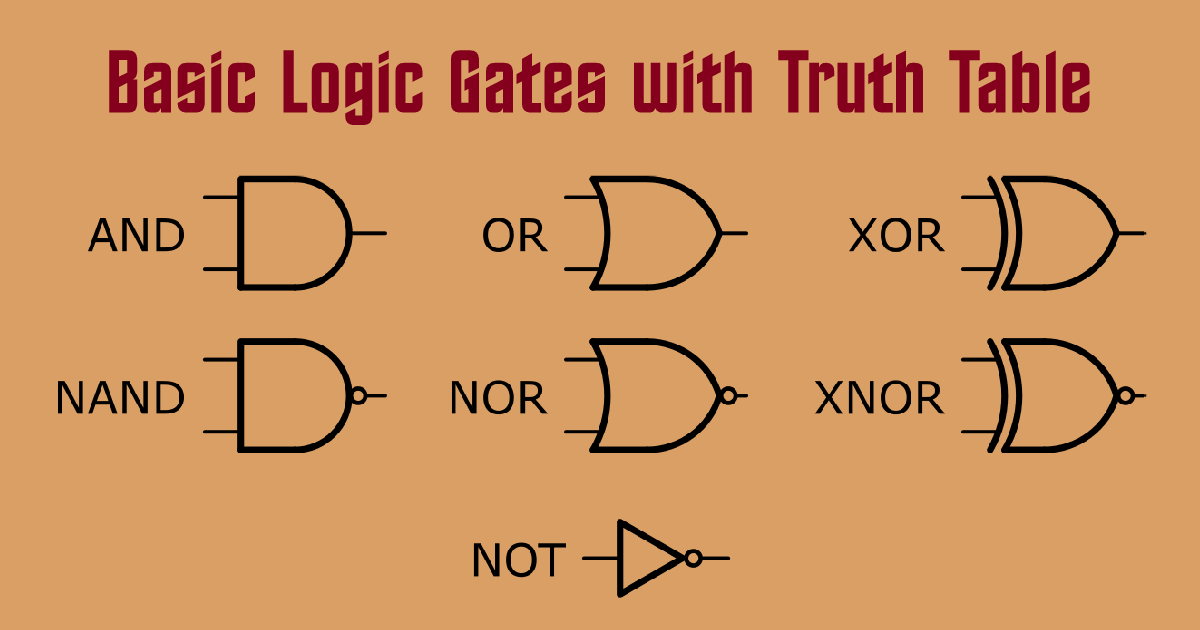 Basic Logic Gates with Truth Table
AND OR XOR
NAND NOR XNOR
NOT